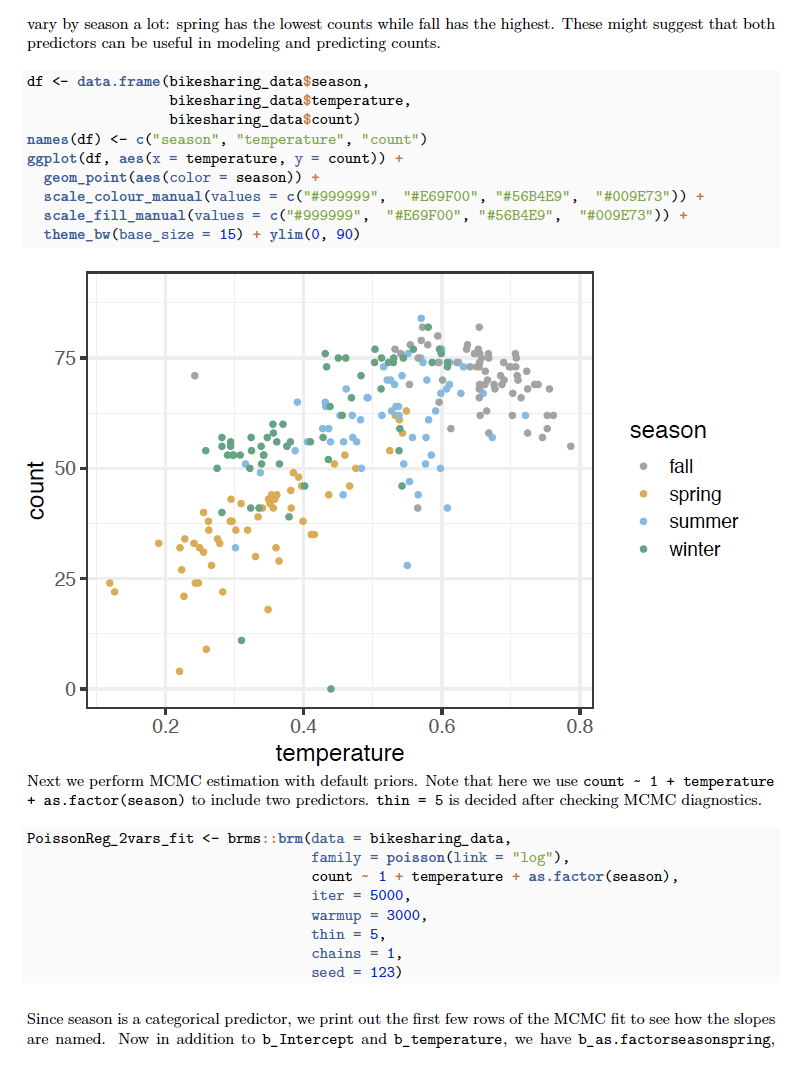 vary by season a lot: spring has the lowest counts while fall has the highest. These might suggest that both
predictors can be useful in modeling and predicting counts.
df <- data.frame(bikesharing_data$season,
bikesharing_data$temperature,
bikesharing_data$count)
names(df) <- c("season", "temperature", "count")
ggplot(df, aes(x = temperature, y = count)) +
geom_point(aes(color = season)) +
scale_colour_manual(values = c("#999999", "#E69F00", "#56B4E9", "#009E73")) +
scale_fill_manual(values = c("#999999", "#E69F00", "#56B4E9", "#009E73")) +
theme_bw(base_size = 15) + ylim(0, 90)
75
50
25
0
count
0.2 0.4 0.6 0.8
temperature
season
fall
spring
summer
winter
Next we perform MCMC estimation with default priors. Note that here we use count ~ 1 + temperature
+ as.factor(season) to include two predictors. thin = 5 is decided after checking MCMC diagnostics.
PoissonReg_2vars_fit <- brms::brm(data = bikesharing_data,
family = poisson(link = "log"),
count ~ 1 + temperature + as.factor(season),
iter = 5000,
warmup = 3000,
thin = 5,
chains = 1,
seed = 123)
Since season is a categorical predictor, we print out the first few rows of the MCMC fit to see how the slopes
are named. Now in addition to b_Intercept and b_temperature, we have b_as.factorseasonspring,